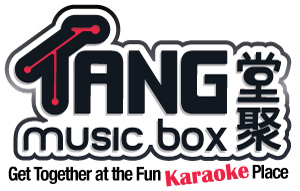 TANG 堂聚
music box
Get Together at the Fun Karaoke Place